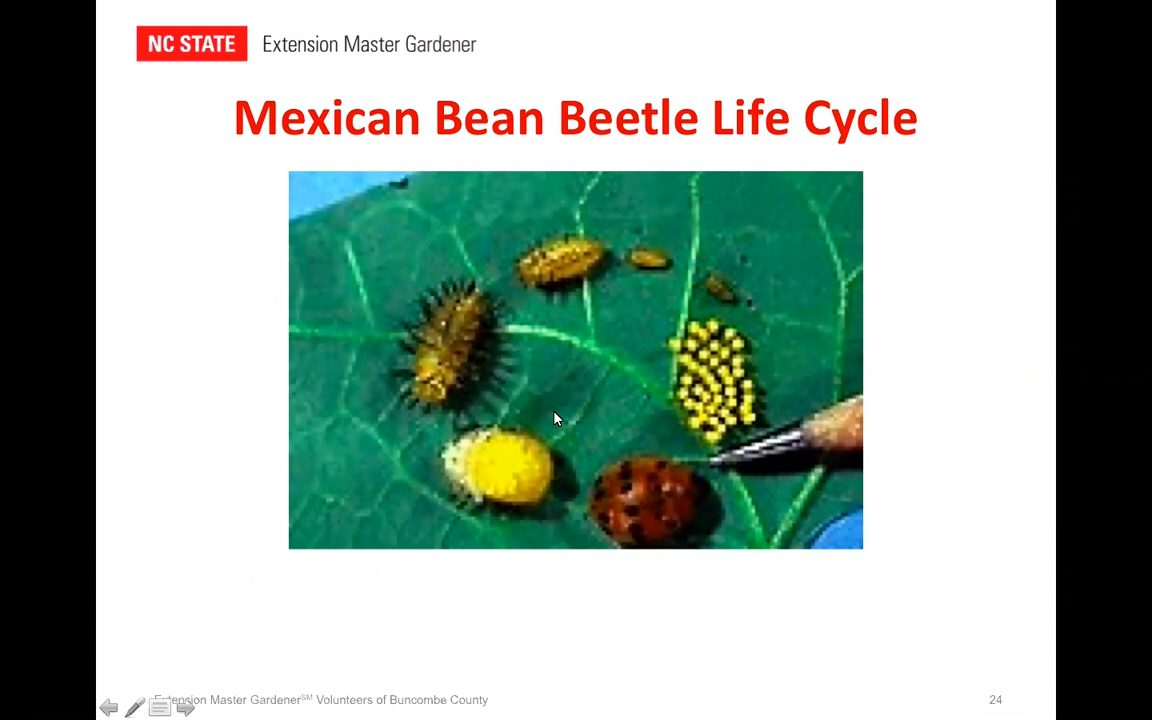 NC STATE Extension Master Gardener
Mexican Bean Beetle Life Cycle
Extension Master Gardener℠ Volunteers of Buncombe County
24